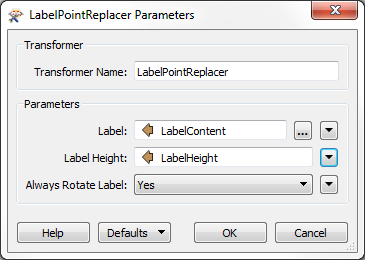 LabelPointReplacer Parameters
Transformer
Transformer Name: LabelPointReplacer
Parameters
Label: LabelContent ...
Label Height: LabelHeight
Always Rotate Label: Yes
Help Defaults OK Cancel